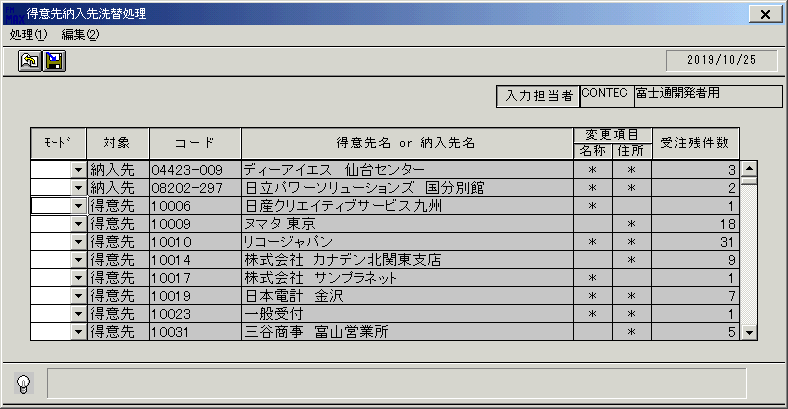 得意先納入先洗替処理
処理(1) 編集(2)
2019/10/25
入力担当者 CONTEC 富士通開発者用
ﾓｰﾄﾞ 対象 コード 得意先名 or 納入先名 変更項目 受注残件数
名称 住所
納入先 04423-009 ディーアイエス 仙台センター * * 3
納入先 08202-297 日立パワーソリューションズ 国分別館 * * 2
得意先 10006 日産クリエイティブサービス九州 * 1
得意先 10009 ヌマタ東京 * 18
得意先 10010 リコージャパン * * 31
得意先 10014 株式会社 カナデン北関東支店 * 9
得意先 10017 株式会社 サンプラネット * 1
得意先 10019 日本電計 金沢 * * 7
得意先 10023 一般受付 * * 1
得意先 10031 三谷商事 富山営業所 * 5